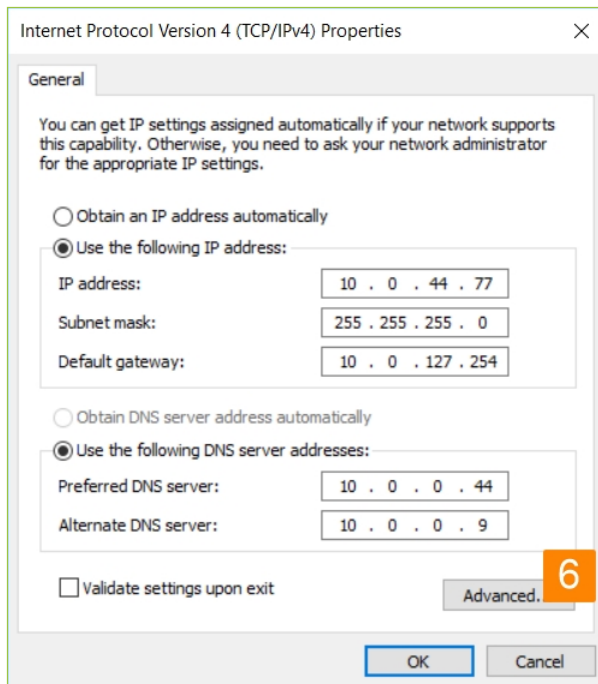 Internet Protocol Version 4 (TCP/IPv4) Properties
General
You can get IP settings assigned automatically if your network supports
this capability. Otherwise, you need to ask your network administrator
for the appropriate IP settings.
Obtain an IP address automatically
Use the following IP address:
IP address: 10 . 0 . 44 . 77
Subnet mask: 255 . 255 . 255 . 0
Default gateway: 10 . 0 . 127 . 254
Obtain DNS server address automatically
Use the following DNS server addresses:
Preferred DNS server: 10 . 0 . 0 . 44
Alternate DNS server: 10 . 0 . 0 . 9
Validate settings upon exit
6
Advanced..
OK Cancel